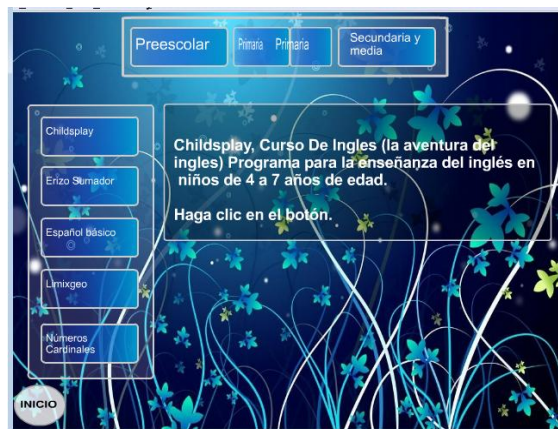 Preescolar
Primaria Primaria
Secundaria y
media
Childsplay
Erizo Sumador
Español básico
Lmixgeo
Números
Cardinales
Childsplay, Curso De Ingles (la aventura del
ingles) Programa para la enseñanza del inglés en
niños de 4 a 7 años de edad.
Haga clic en el botón.
INICIO